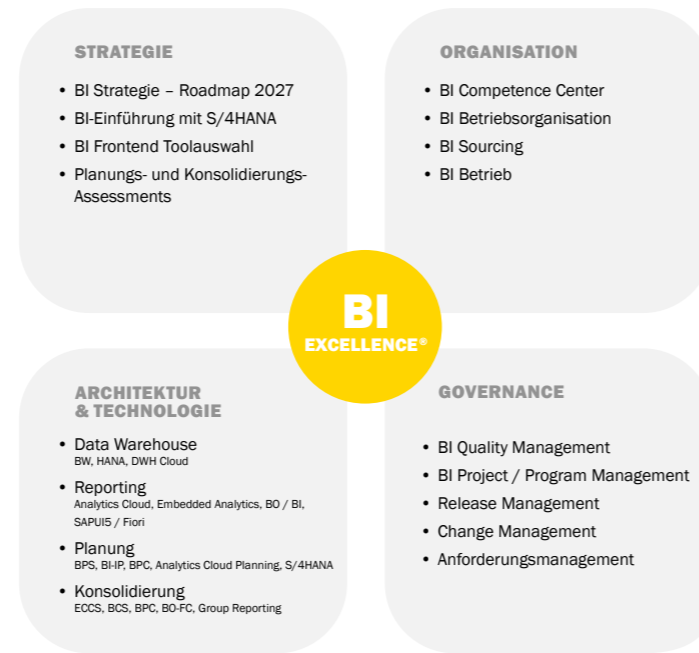 STRATEGIE
• BI Strategie – Roadmap 2027
• BI-Einführung mit S/4HANA
• BI Frontend Toolauswahl
• Planungs- und Konsolidierungs-
Assessments
ORGANISATION
• BI Competence Center
• BI Betriebsorganisation
• BI Sourcing
• BI Betrieb
BI
EXCELLENCE®
ARCHITEKTUR
& TECHNOLOGIE
• Data Warehouse
BW, HANA, DWH Cloud
• Reporting
Analytics Cloud, Embedded Analytics, BO / BI,
SAPUI5 / Fiori
• Planung
BPS, BI-IP, BPC, Analytics Cloud Planning, S/4HANA
• Konsolidierung
ECCS, BCS, BPC, BO-FC, Group Reporting
GOVERNANCE
• BI Quality Management
• BI Project / Program Management
• Release Management
• Change Management
• Anforderungsmanagement